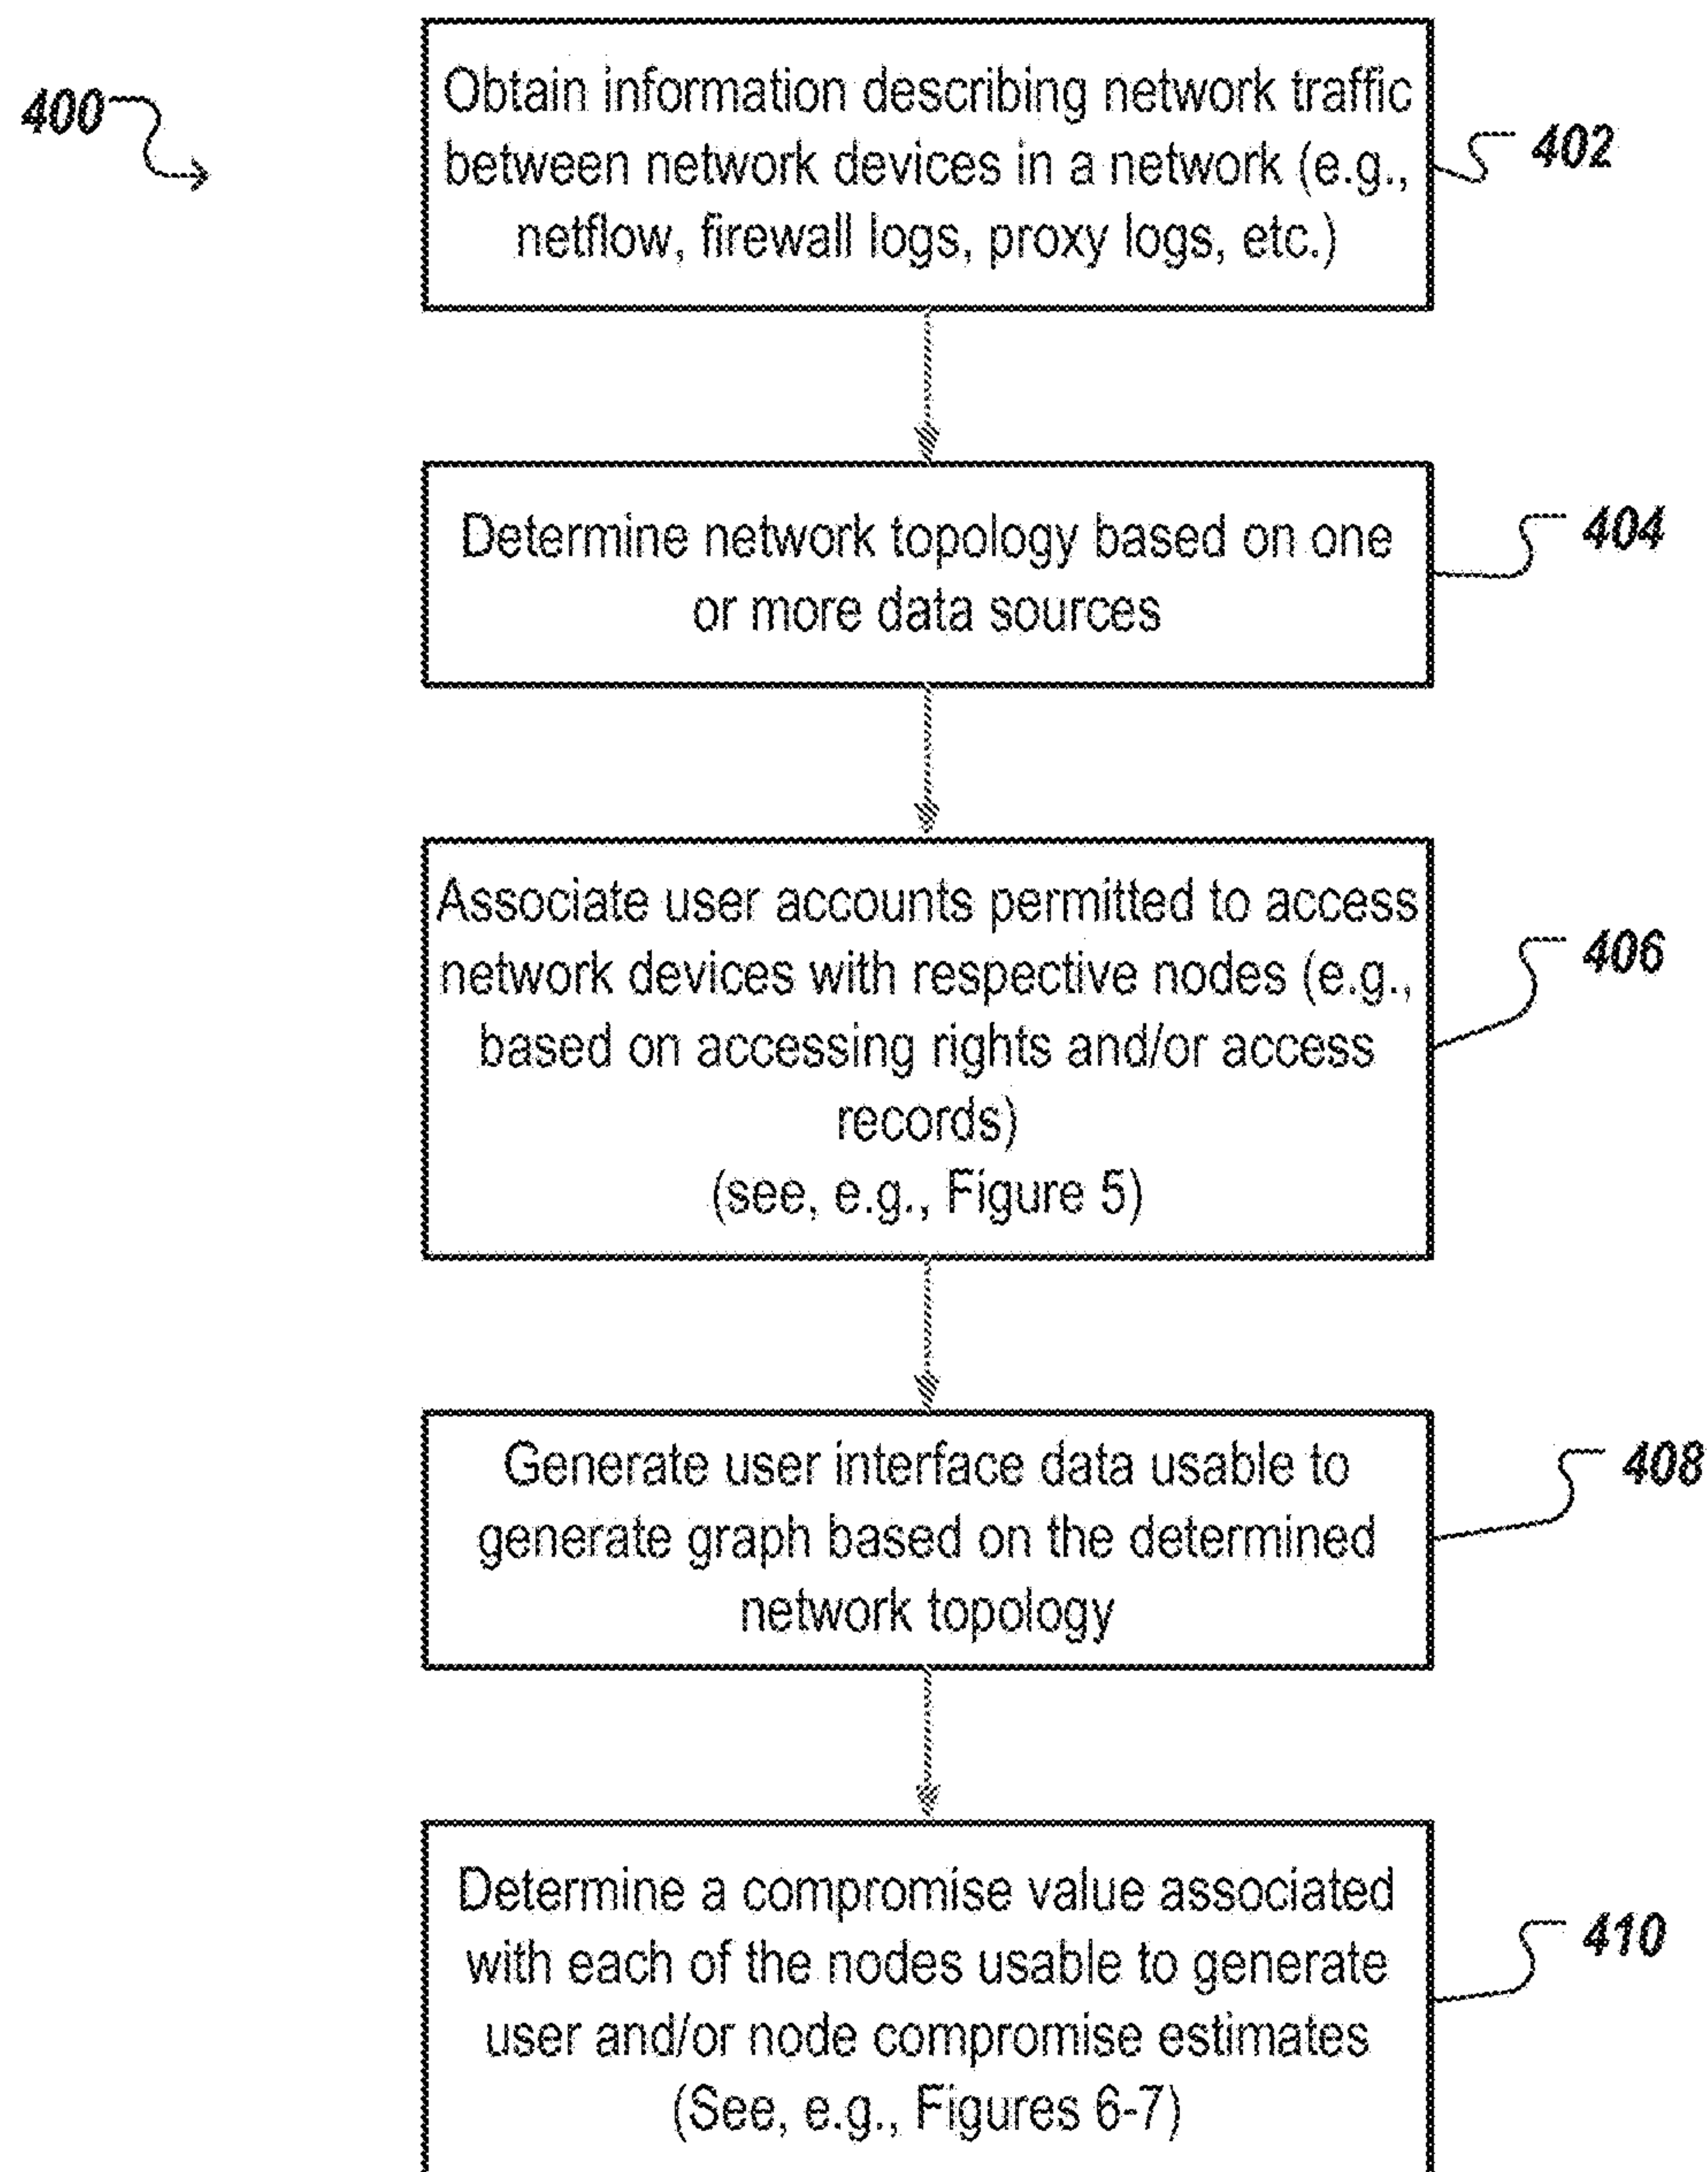 400
Obtain information describing network traffic
between network devices in a network (e.g.,
netflow, firewall logs, proxy logs, etc.)
402
Determine network topology based on one
or more data sources
404
Associate user accounts permitted to access
network devices with respective nodes (e.g.,
based on accessing rights and/or access
records)
(see, e.g., Figure 5)
406
Generate user interface data usable to
generate graph based on the determined
network topology
408
Determine a compromise value associated
with each of the nodes usable to generate
user and/or node compromise estimates
(See, e.g., Figures 6-7)
410